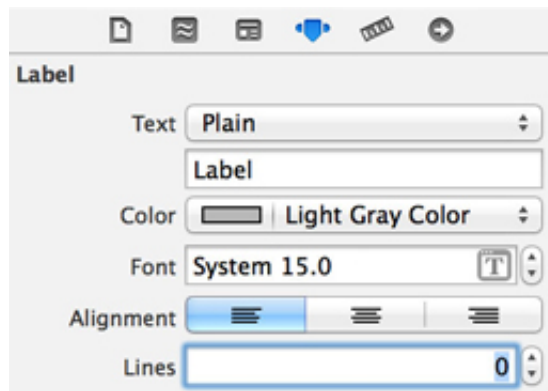 Label
Text Plain
Label
Color Light Gray Color
Font System 15.0 T
Alignment
Lines 0